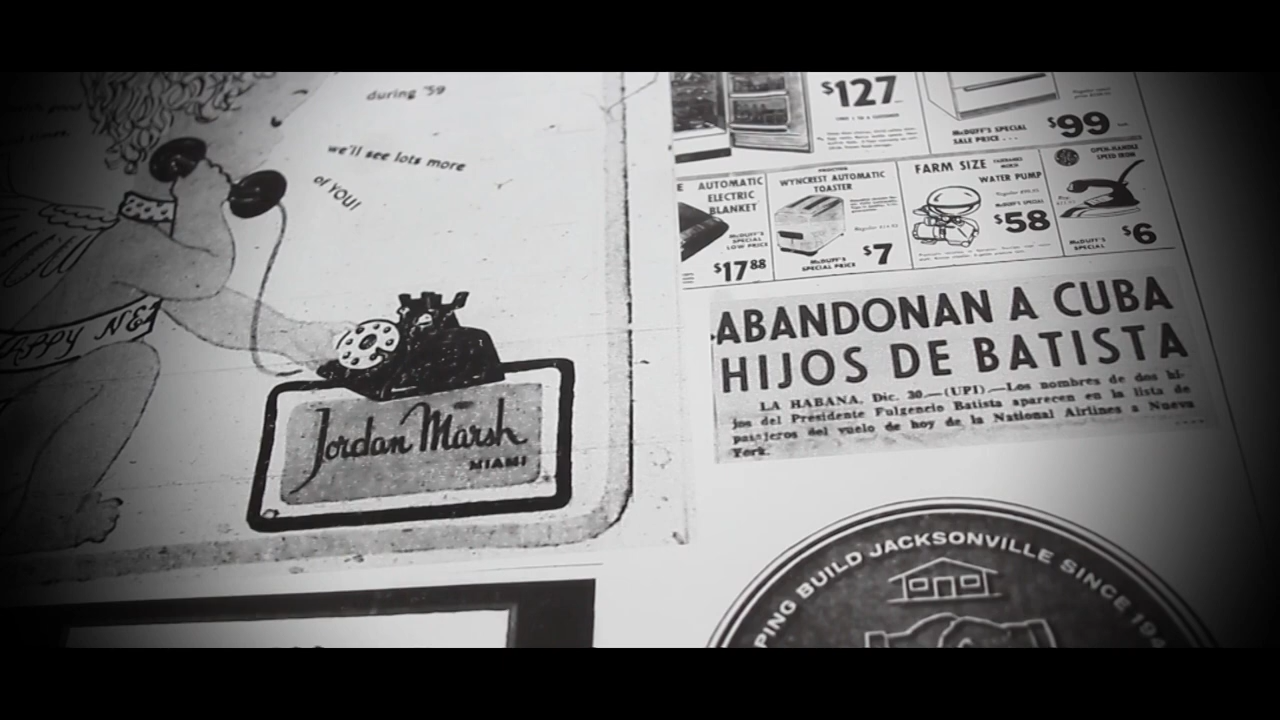 during '59
we'll see lots more
of YOU!
Jordan Marsh
MIAMI
$127
McDUFF'S SPECIAL
SALE PRICE . . .
$99
AUTOMATIC
ELECTRIC
BLANKET
McDUFF'S
SPECIAL
LOW PRICE
$17 88
WYNCREST AUTOMATIC
TOASTER
McDUFF'S
SPECIAL PRICE
$7
FARM SIZE
WATER PUMP
McDUFF'S SPECIAL
$58
OPEN-HANDLE
SPEED IRON
McDUFF'S
SPECIAL
$6
ABANDONAN A CUBA
HIJOS DE BATISTA
LA HABANA, Dic. 30.—(UPI).—Los nombres de dos hi-
jos del Presidente Fulgencio Batista aparecen en la lista de
pasajeros del vuelo de hoy de la National Airlines a Nueva
York.
PING BUILD JACKSONVILLE SINCE 194
HAPPY NE